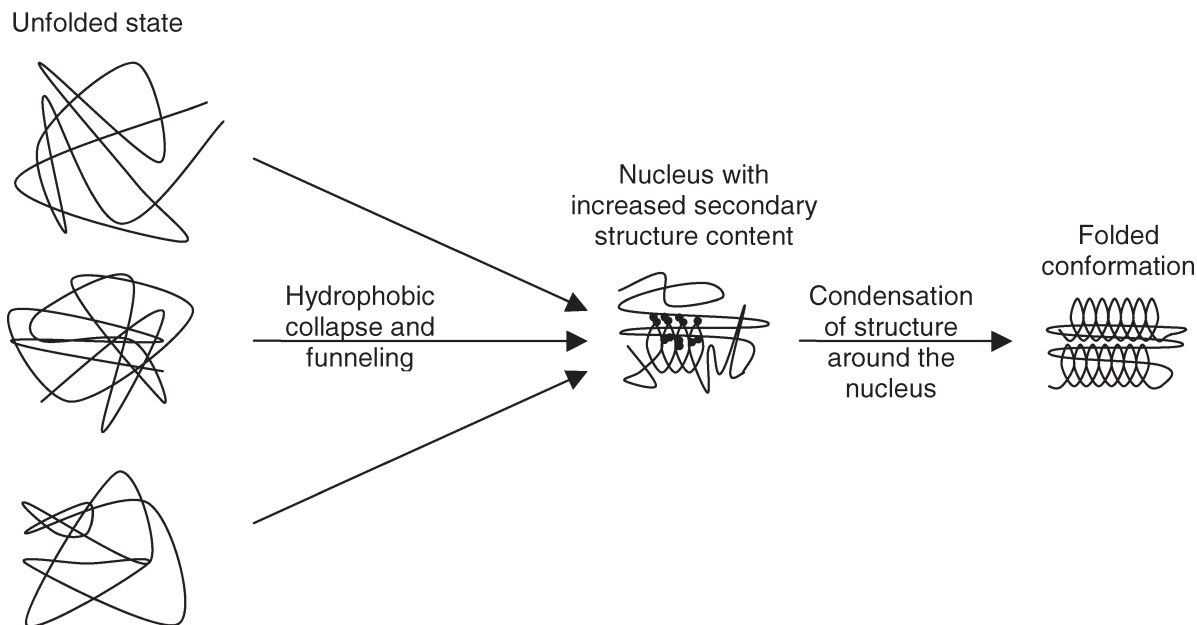 Unfolded state
Hydrophobic
collapse and
funneling
Nucleus with
increased secondary
structure content
Condensation
of structure
around the
nucleus
Folded
conformation